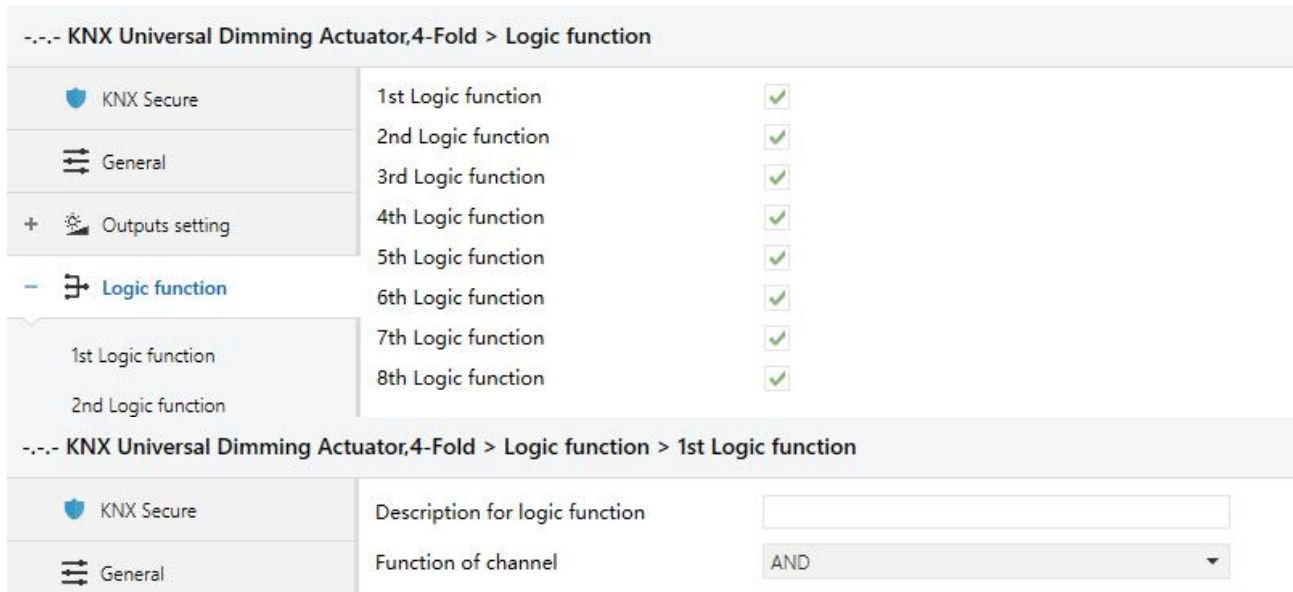 -.-.- KNX Universal Dimming Actuator,4-Fold > Logic function
KNX Secure
General
+ Outputs setting
− Logic function
1st Logic function
2nd Logic function
1st Logic function
2nd Logic function
3rd Logic function
4th Logic function
5th Logic function
6th Logic function
7th Logic function
8th Logic function
-.-.- KNX Universal Dimming Actuator,4-Fold > Logic function > 1st Logic function
KNX Secure
General
Description for logic function
Function of channel AND